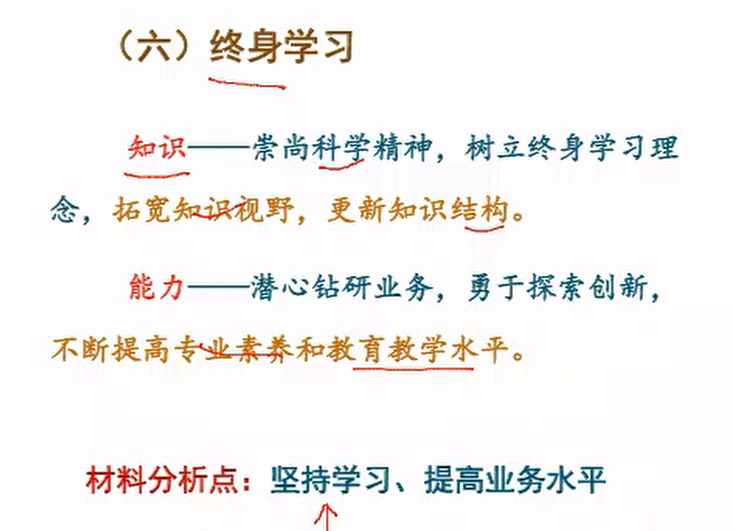 （六）终身学习
知识——崇尚科学精神，树立终身学习理
念，拓宽知识视野，更新知识结构。
能力——潜心钻研业务，勇于探索创新，
不断提高专业素养和教育教学水平。
材料分析点：坚持学习、提高业务水平